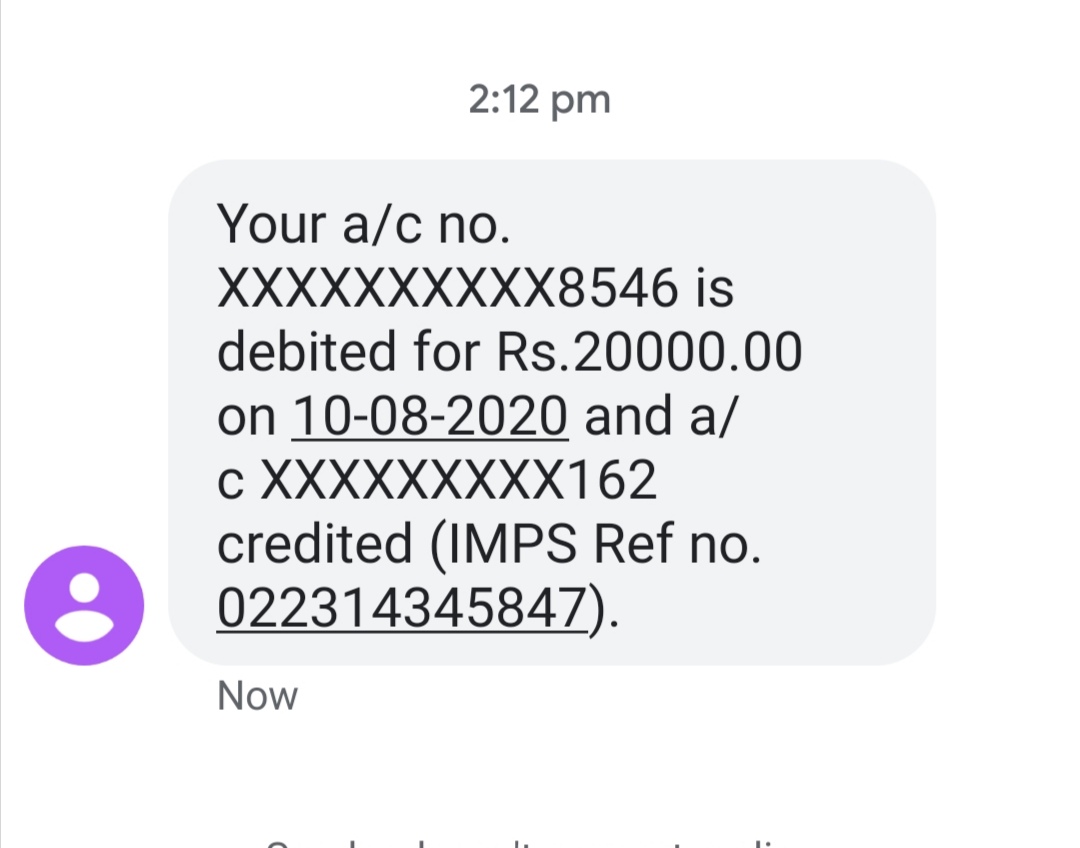 2:12 pm
Your a/c no.
XXXXXXXXXX8546 is
debited for Rs.20000.00
on 10-08-2020 and a/
c XXXXXXXXX162
credited (IMPS Ref no.
022314345847).
Now